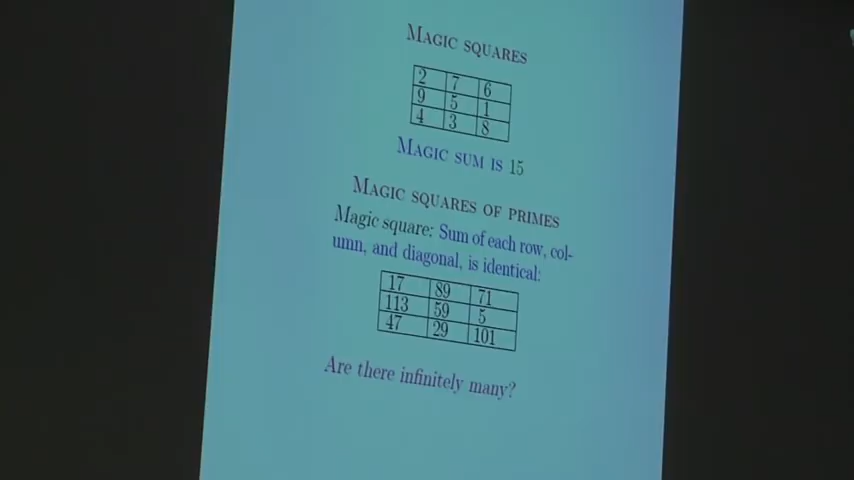 MAGIC SQUARES
2 7 6
9 5 1
4 3 8
MAGIC SUM IS 15
MAGIC SQUARES OF PRIMES
Magic square: Sum of each row, col-
umn, and diagonal, is identical:
17 89 71
113 59 5
47 29 101
Are there infinitely many?